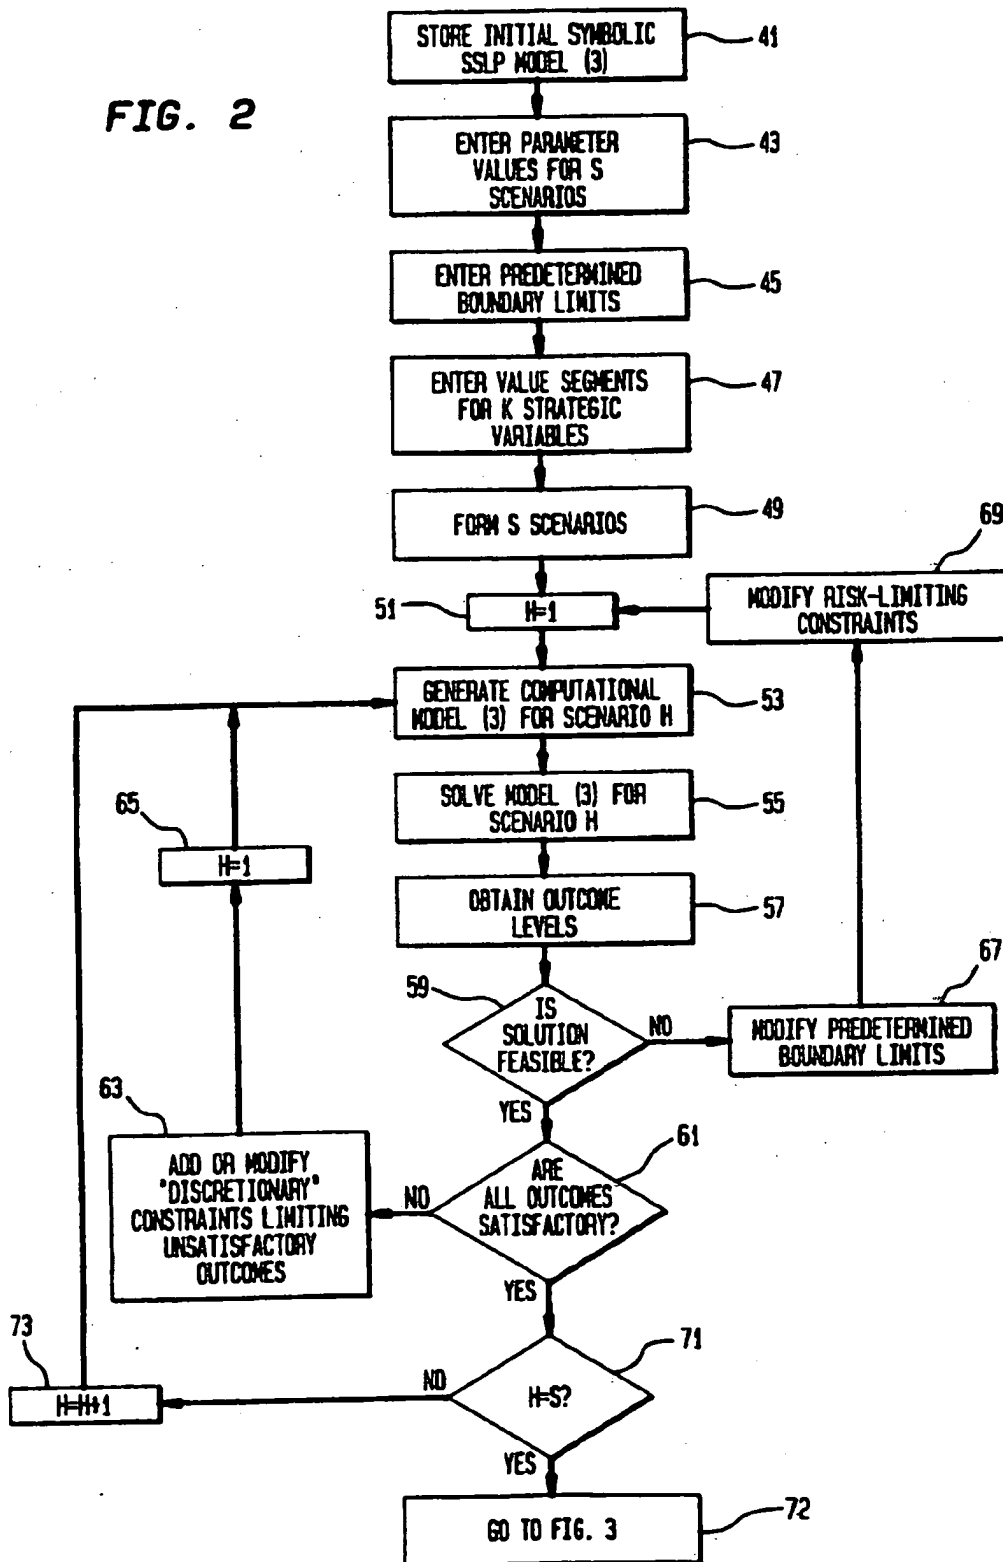 FIG. 2
STORE INITIAL SYMBOLIC
SSLP MODEL (3)
41
ENTER PARAMETER
VALUES FOR S
SCENARIOS
43
ENTER PREDETERMINED
BOUNDARY LIMITS
45
ENTER VALUE SEGMENTS
FOR K STRATEGIC
VARIABLES
47
FORM S SCENARIOS
49
51
H=1
69
MODIFY RISK-LIMITING
CONSTRAINTS
GENERATE COMPUTATIONAL
MODEL (3) FOR SCENARIO H
53
SOLVE MODEL (3) FOR
SCENARIO H
55
65
H=1
OBTAIN OUTCOME
LEVELS
57
59
IS
SOLUTION
FEASIBLE?
NO
YES
67
MODIFY PREDETERMINED
BOUNDARY LIMITS
63
ADD OR MODIFY
"DISCRETIONARY"
CONSTRAINTS LIMITING
UNSATISFACTORY
OUTCOMES
61
ARE
ALL OUTCOMES
SATISFACTORY?
NO
YES
73
H=H+1
71
H=S?
NO
YES
GO TO FIG. 3
72